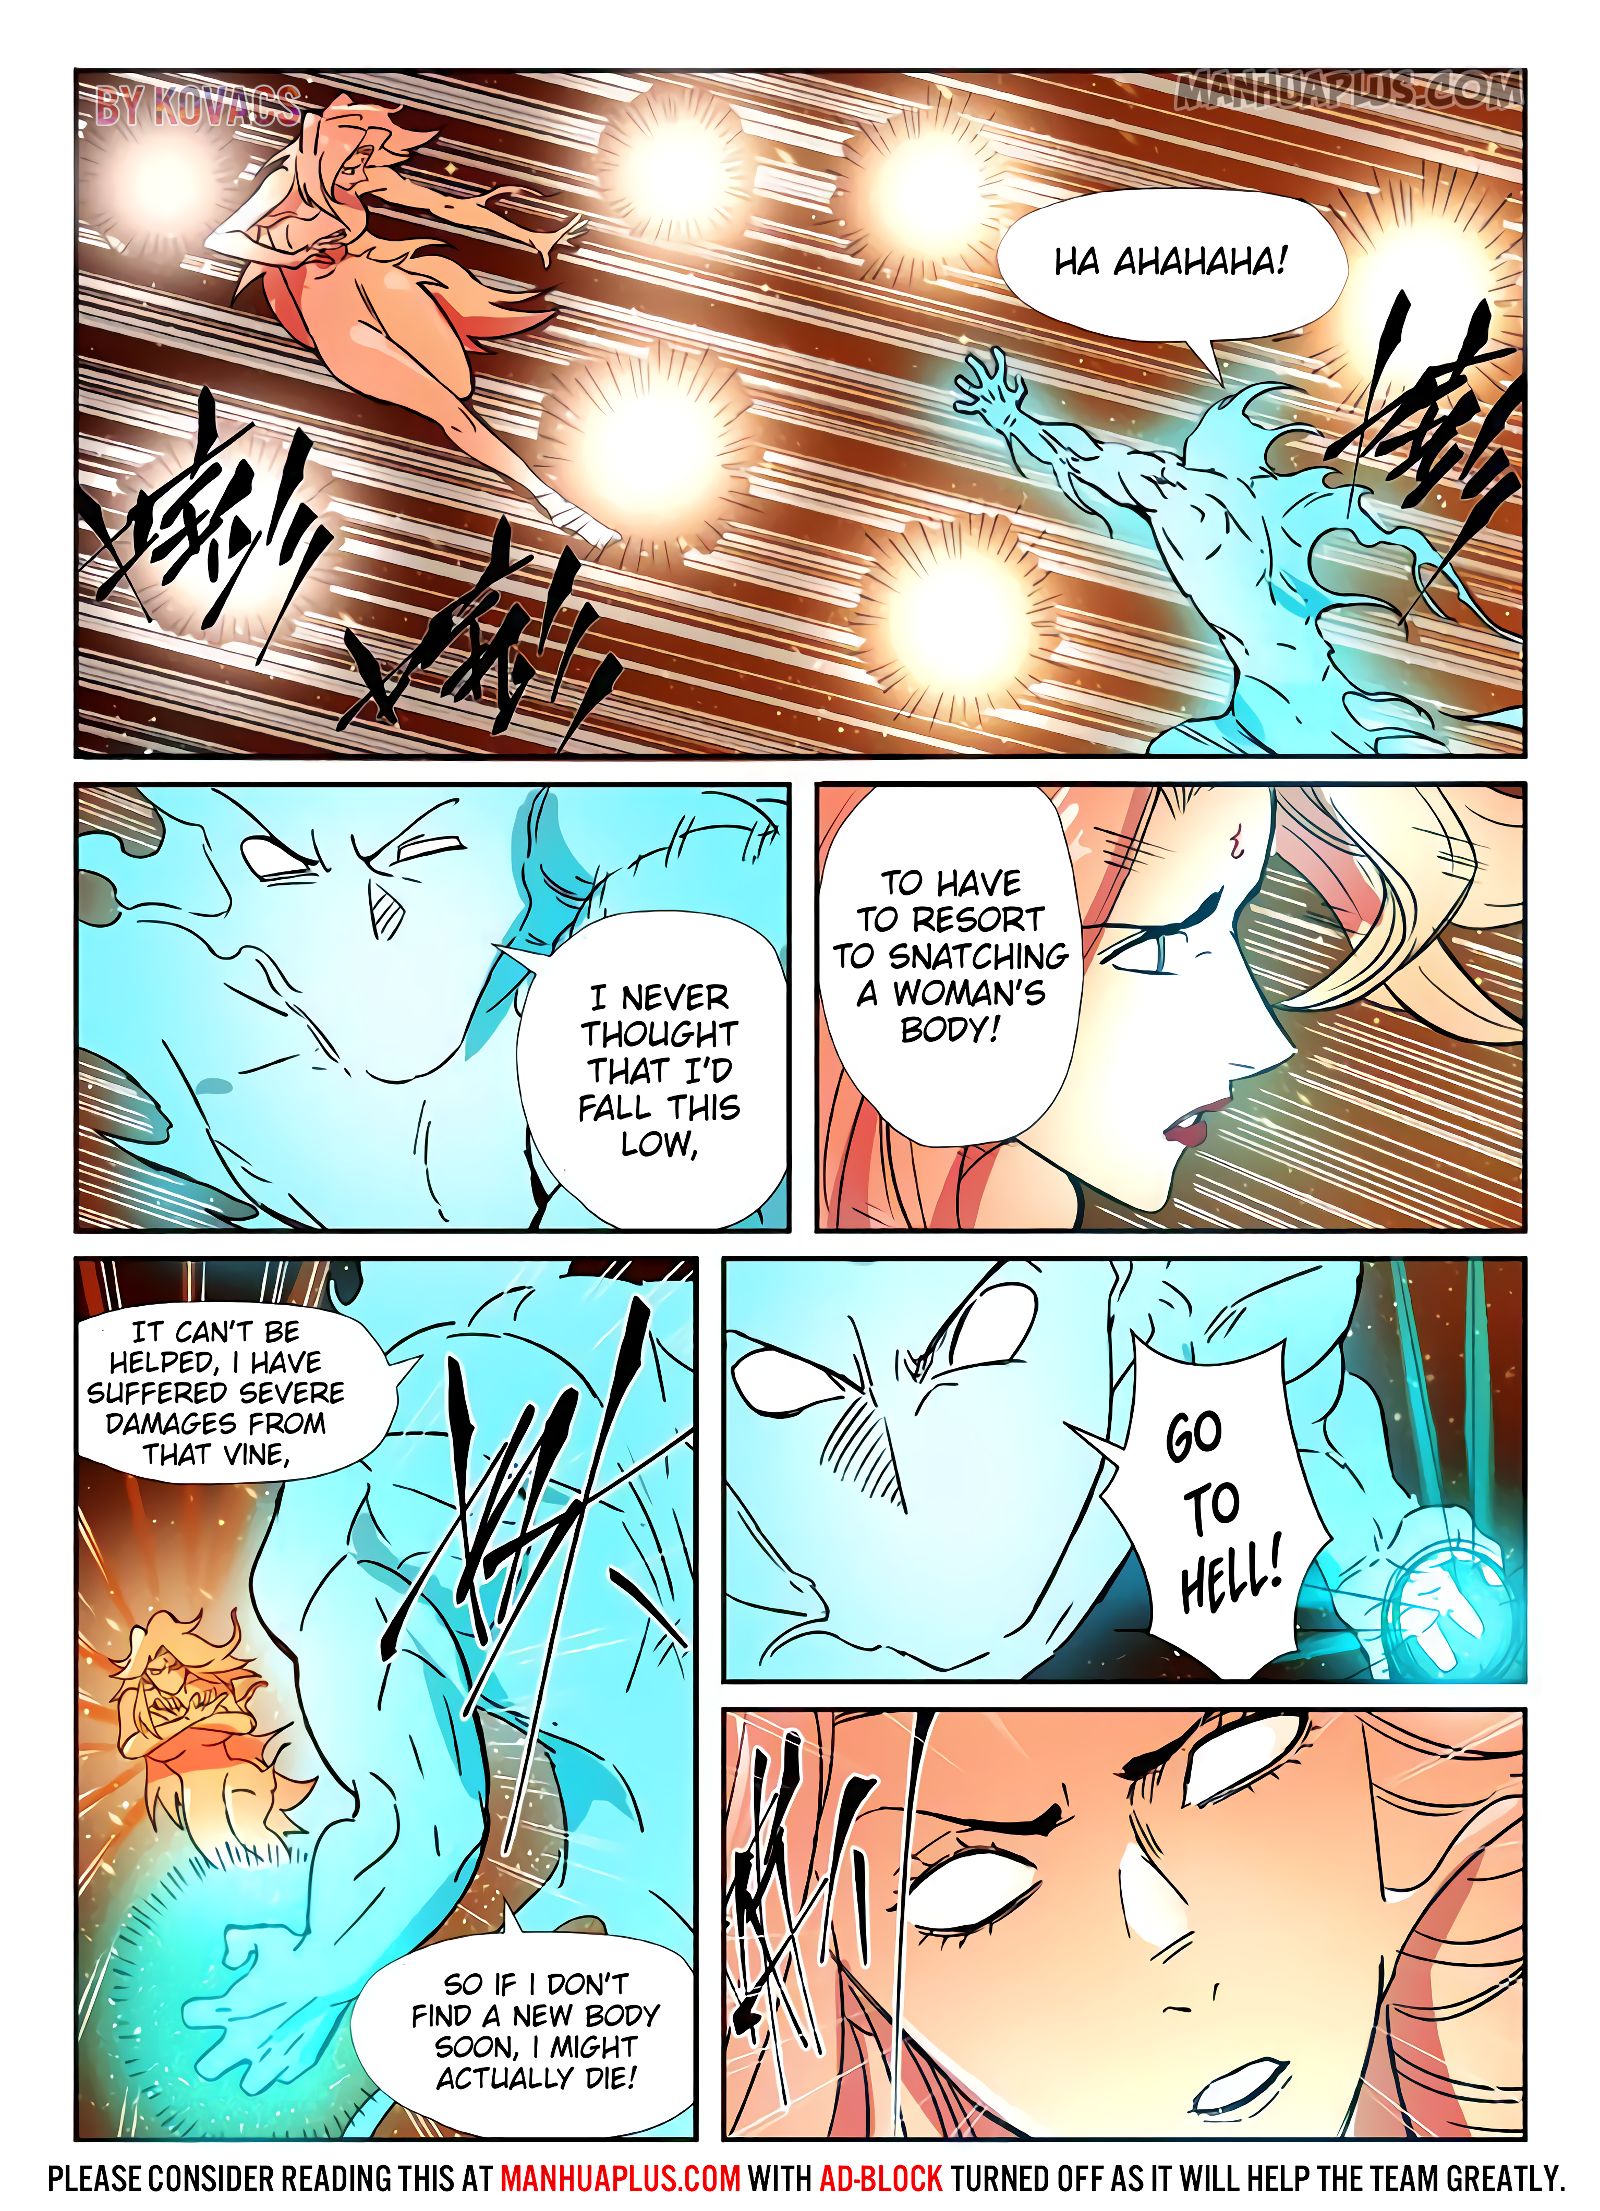 BY KOVACS
MANHUAPLUS.COM
HA AHAHAHA!
I NEVER
THOUGHT
THAT I'D
FALL THIS
LOW,
TO HAVE
TO RESORT
TO SNATCHING
A WOMAN'S
BODY!
IT CAN'T BE
HELPED, I HAVE
SUFFERED SEVERE
DAMAGES FROM
THAT VINE,
SO IF I DON'T
FIND A NEW BODY
SOON, I MIGHT
ACTUALLY DIE!
GO
TO
HELL!
PLEASE CONSIDER READING THIS AT MANHUAPLUS.COM WITH AD-BLOCK TURNED OFF AS IT WILL HELP THE TEAM GREATLY.